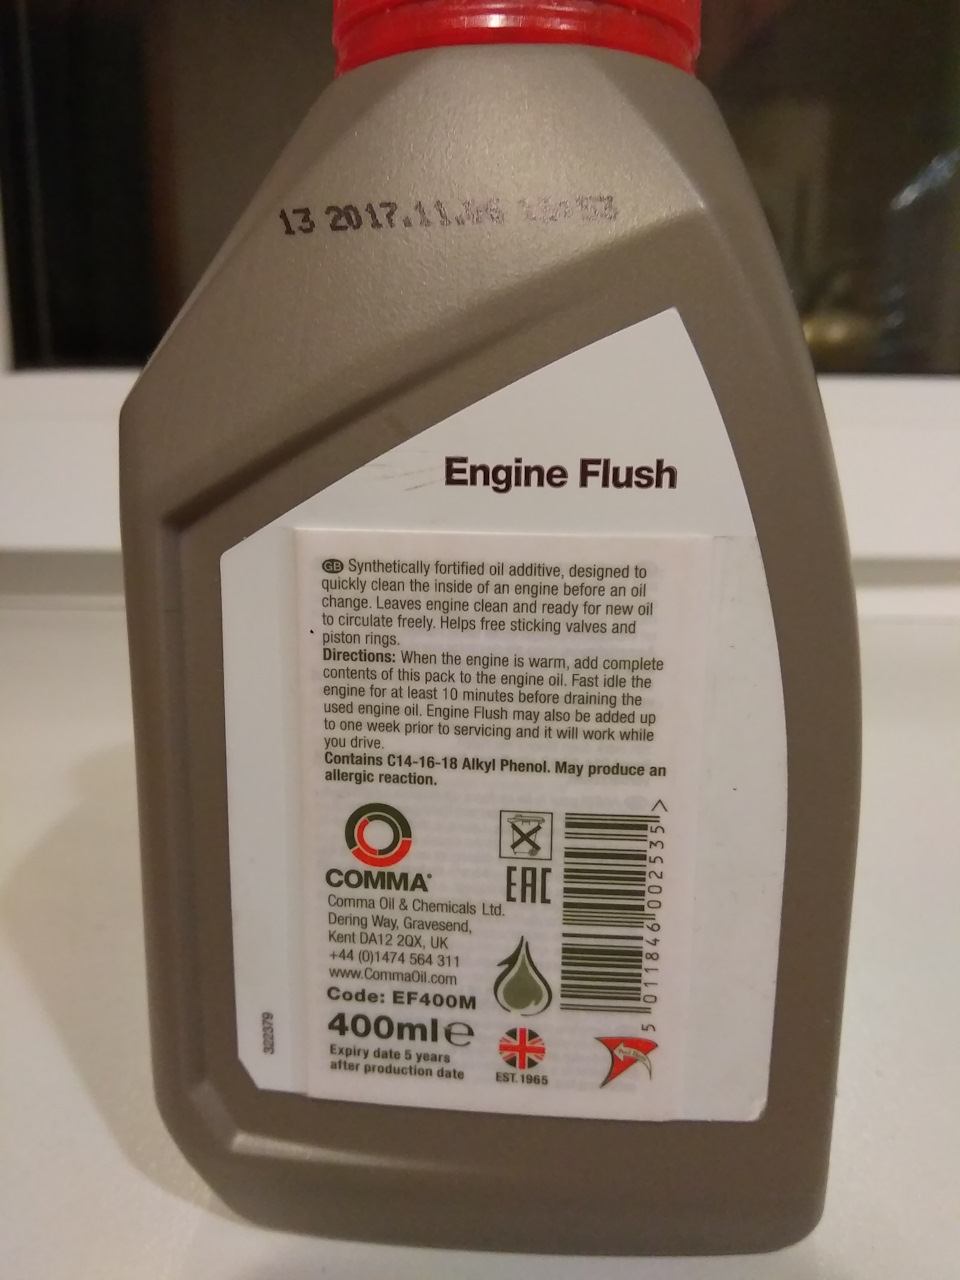 13 2017.11.
Engine Flush
GB Synthetically fortified oil additive, designed to
quickly clean the inside of an engine before an oil
change. Leaves engine clean and ready for new oil
to circulate freely. Helps free sticking valves and
piston rings.
Directions: When the engine is warm, add complete
contents of this pack to the engine oil. Fast idle the
engine for at least 10 minutes before draining the
used engine oil. Engine Flush may also be added up
to one week prior to servicing and it will work while
you drive.
Contains C14-16-18 Alkyl Phenol. May produce an
allergic reaction.
COMMA®
Comma Oil & Chemicals Ltd.
Dering Way, Gravesend,
Kent DA12 2QX, UK
+44 (0)1474 564 311
www.CommaOil.com
Code: EF400M
400ml e
Expiry date 5 years
after production date
EAC
EST.1965
5 011846 002535 >
Peel Here
322379